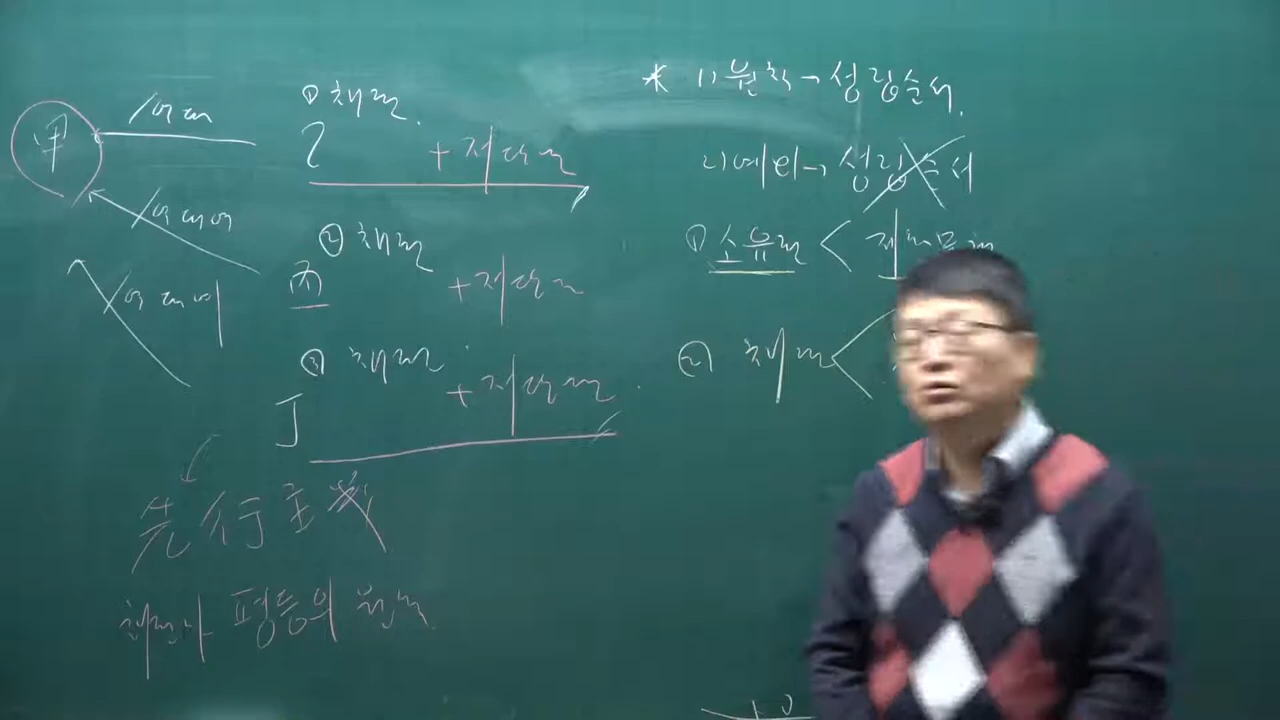 甲 1억 ① 채권.
乙 + 저당권
1억 ② 채권
丙 + 저당권
1억 ③ 채권
丁 + 저당권
先行主義
채권자 평등의 원칙
* 1) 원칙 → 성립순서.
2) 예외 → 성립순서
① 소유권 <
② 채권 <